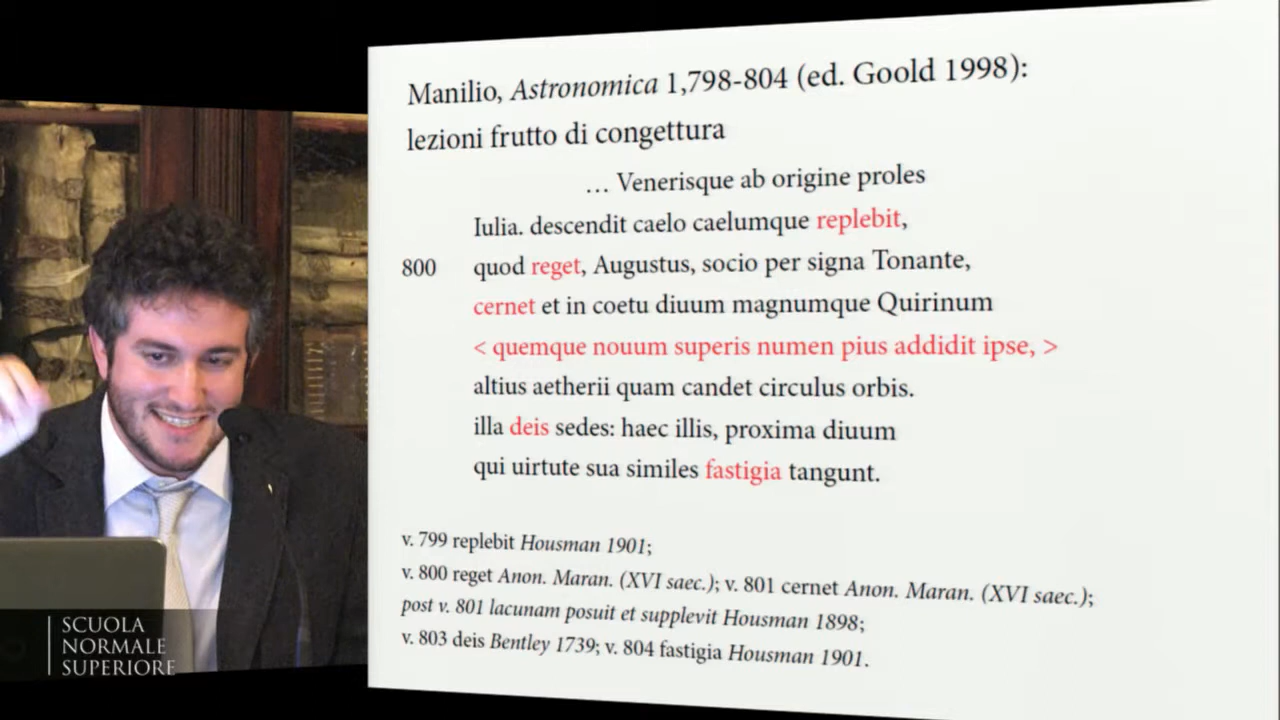 Manilio, Astronomica 1,798-804 (ed. Goold 1998):
lezioni frutto di congettura
… Venerisque ab origine proles
Iulia. descendit caelo caelumque replebit,
800 quod reget, Augustus, socio per signa Tonante,
cernet et in coetu diuum magnumque Quirinum
< quemque nouum superis numen pius addidit ipse, >
altius aetherii quam candet circulus orbis.
illa deis sedes: haec illis, proxima diuum
qui uirtute sua similes fastigia tangunt.
v. 799 replebit Housman 1901;
v. 800 reget Anon. Maran. (XVI saec.); v. 801 cernet Anon. Maran. (XVI saec.);
post v. 801 lacunam posuit et supplevit Housman 1898;
v. 803 deis Bentley 1739; v. 804 fastigia Housman 1901.
SCUOLA
NORMALE
SUPERIORE